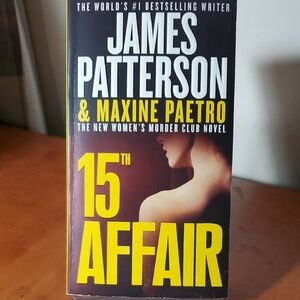 THE WORLD'S #1 BESTSELLING WRITER
JAMES
PATTERSON
& MAXINE PAETRO
THE NEW WOMEN'S MURDER CLUB NOVEL
15TH
AFFAIR